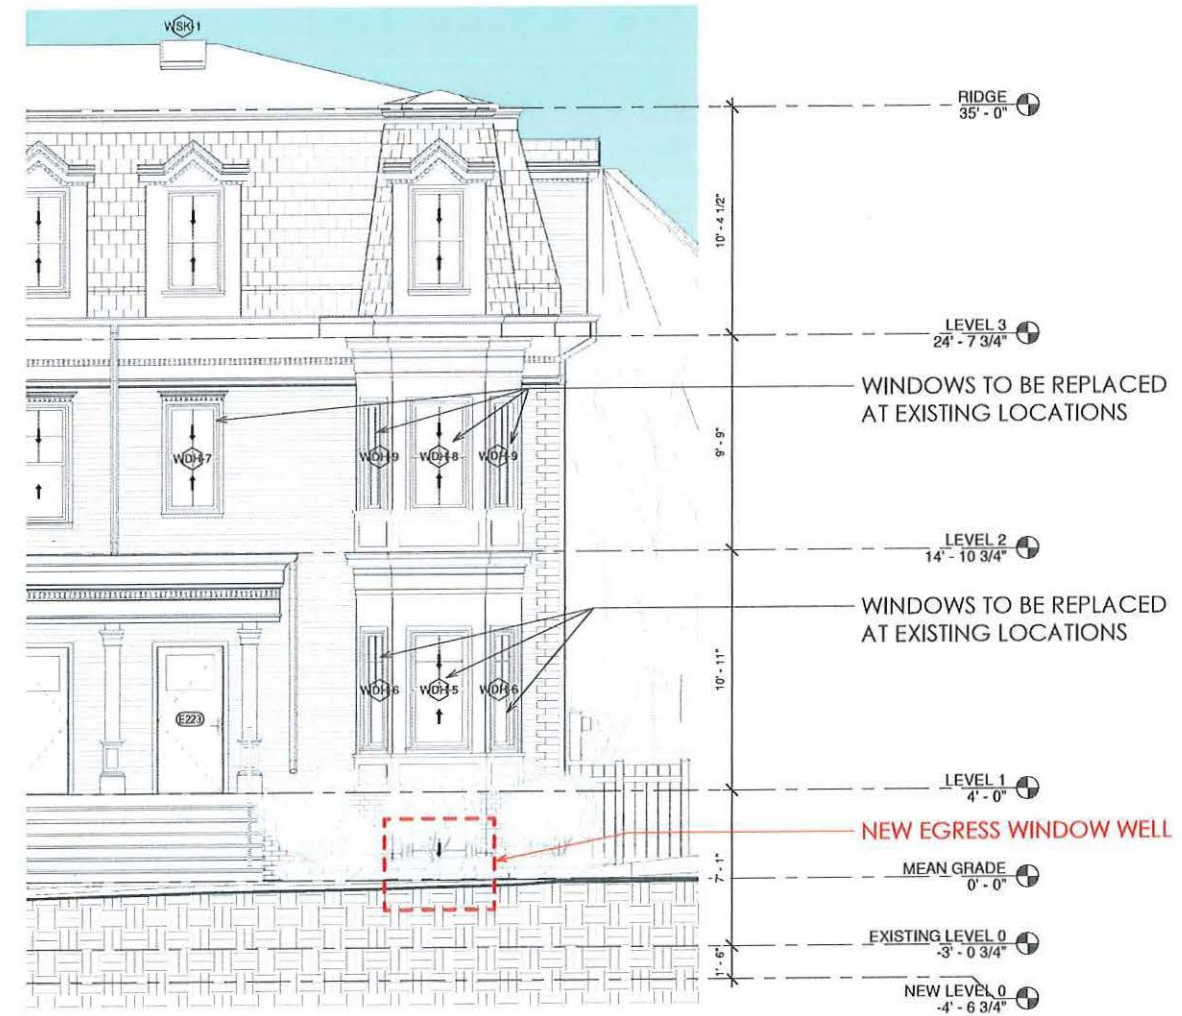 WSK-1
RIDGE
35' - 0"
10' - 4 1/2"
LEVEL 3
24' - 7 3/4"
WINDOWS TO BE REPLACED
AT EXISTING LOCATIONS
9' - 9"
WDH-7
WDH-9
WDH-8
WDH-9
LEVEL 2
14' - 10 3/4"
WINDOWS TO BE REPLACED
AT EXISTING LOCATIONS
10' - 11"
WDH-6
WDH-5
WDH-6
E223
LEVEL 1
4' - 0"
NEW EGRESS WINDOW WELL
7' - 1"
MEAN GRADE
0' - 0"
EXISTING LEVEL 0
-3' - 0 3/4"
1' - 6"
NEW LEVEL 0
-4' - 6 3/4"